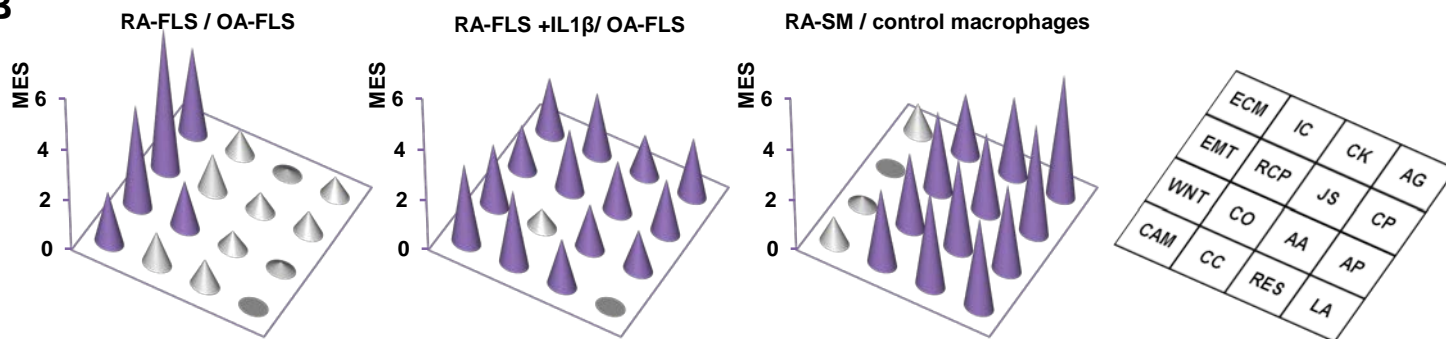 B
RA-FLS / OA-FLS
RA-FLS +IL1β/ OA-FLS
RA-SM / control macrophages
MES
6
4
2
0
MES
6
4
2
0
MES
6
4
2
0
ECM IC CK AG
EMT RCP JS CP
WNT CO AA AP
CAM CC RES LA